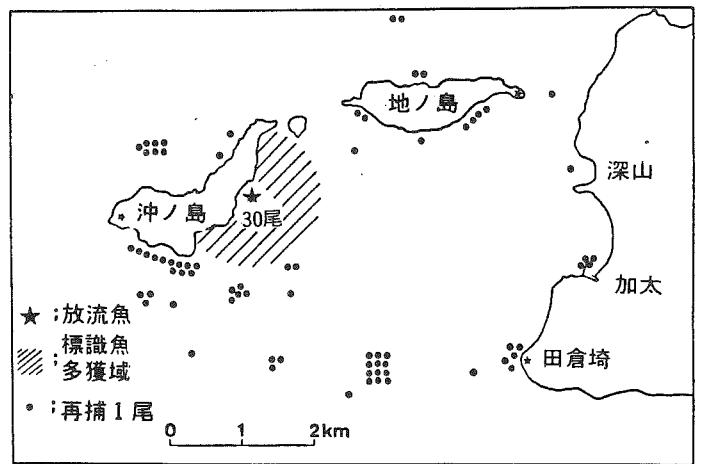 地ノ島
深山
沖ノ島
30尾
加太
★ ;放流魚
標識魚
;
多獲域
田倉埼
• ;再捕1尾
0 1 2km